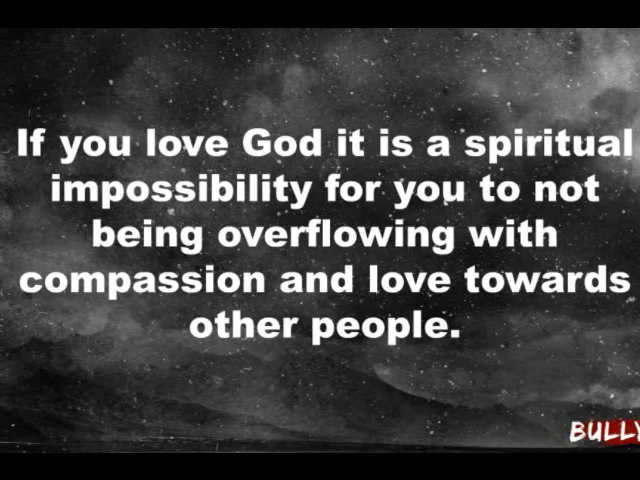 If you love God it is a spiritual
impossibility for you to not
being overflowing with
compassion and love towards
other people.
BULLY